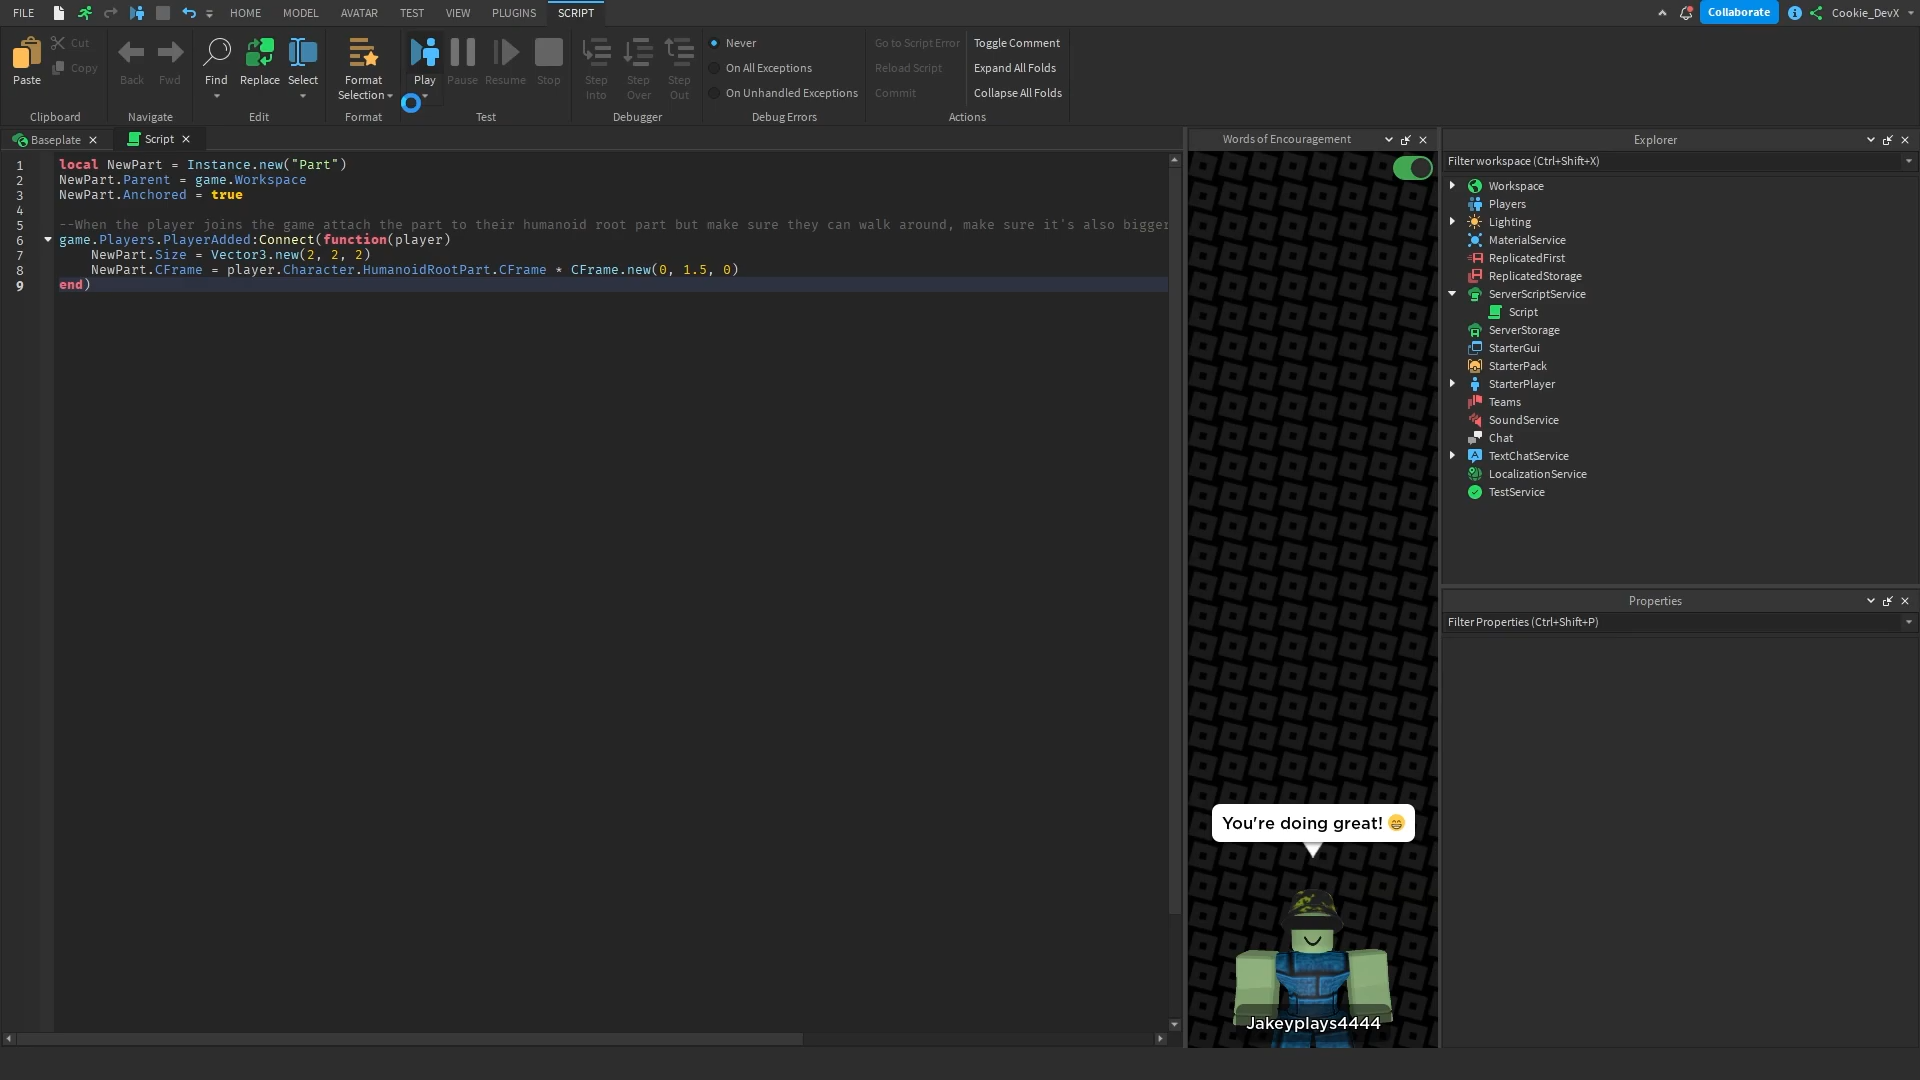 FILE HOME MODEL AVATAR TEST VIEW PLUGINS SCRIPT Collaborate Cookie_DevX
Paste Cut Copy
Clipboard
Back Fwd
Navigate
Find Replace Select
Edit
Format Selection
Format
Play Pause Resume Stop
Test
Step Into Step Over Step Out
Debugger
Never
On All Exceptions
On Unhandled Exceptions
Debug Errors
Go to Script Error Toggle Comment
Reload Script Expand All Folds
Commit Collapse All Folds
Actions
Baseplate Script
1 local NewPart = Instance.new("Part")
2 NewPart.Parent = game.Workspace
3 NewPart.Anchored = true
4
5 --When the player joins the game attach the part to their humanoid root part but make sure they can walk around, make sure it's also bigger
6 game.Players.PlayerAdded:Connect(function(player)
7 NewPart.Size = Vector3.new(2, 2, 2)
8 NewPart.CFrame = player.Character.HumanoidRootPart.CFrame * CFrame.new(0, 1.5, 0)
9 end)
Words of Encouragement
You're doing great! 😁
Jakeyplays4444
Explorer
Filter workspace (Ctrl+Shift+X)
Workspace
Players
Lighting
MaterialService
ReplicatedFirst
ReplicatedStorage
ServerScriptService
Script
ServerStorage
StarterGui
StarterPack
StarterPlayer
Teams
SoundService
Chat
TextChatService
LocalizationService
TestService
Properties
Filter Properties (Ctrl+Shift+P)